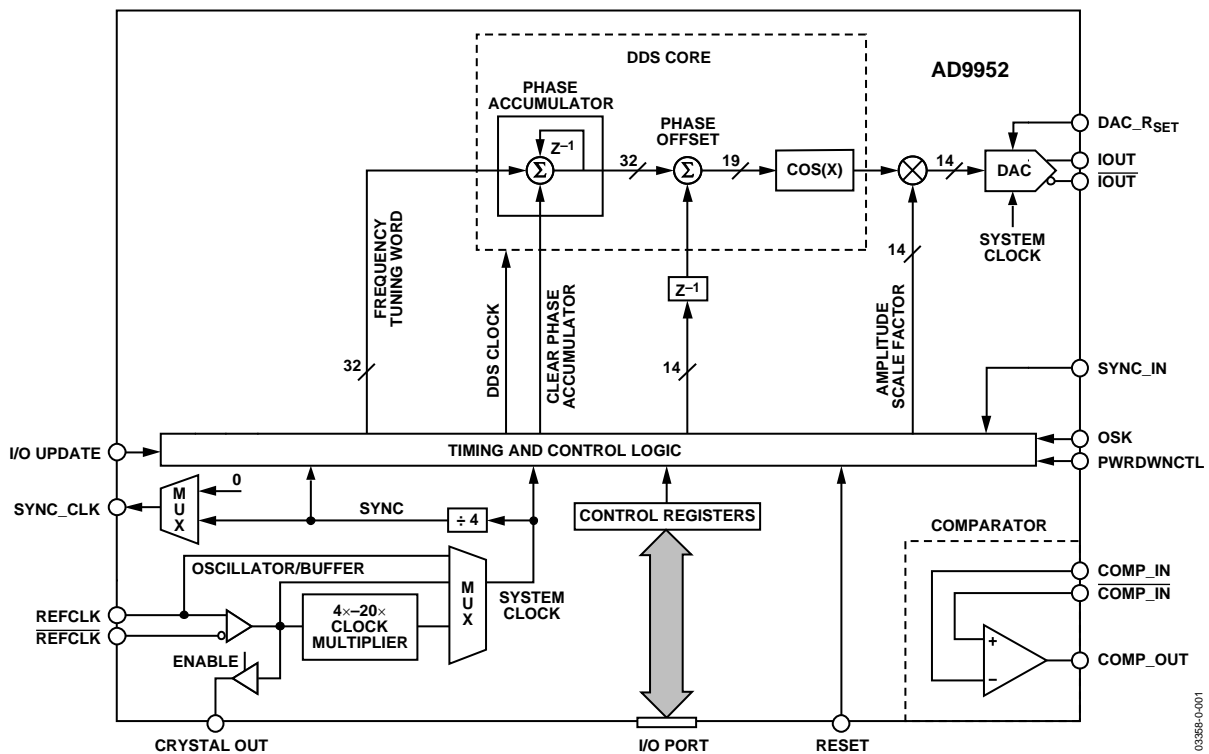 DDS CORE
AD9952
PHASE
ACCUMULATOR
Z–1
Σ
32
PHASE
OFFSET
Σ
19
COS(X)
14
DAC
DAC_RSET
IOUT
IOUT
SYSTEM
CLOCK
FREQUENCY
TUNING WORD
32
DDS CLOCK
CLEAR PHASE
ACCUMULATOR
Z–1
14
AMPLITUDE
SCALE FACTOR
14
SYNC_IN
I/O UPDATE
TIMING AND CONTROL LOGIC
OSK
PWRDWNCTL
SYNC_CLK
MUX
0
SYNC
÷ 4
CONTROL REGISTERS
COMPARATOR
OSCILLATOR/BUFFER
MUX
SYSTEM
CLOCK
REFCLK
REFCLK
4×–20×
CLOCK
MULTIPLIER
ENABLE
COMP_IN
COMP_IN
+
–
COMP_OUT
CRYSTAL OUT
I/O PORT
RESET
03358-0-001